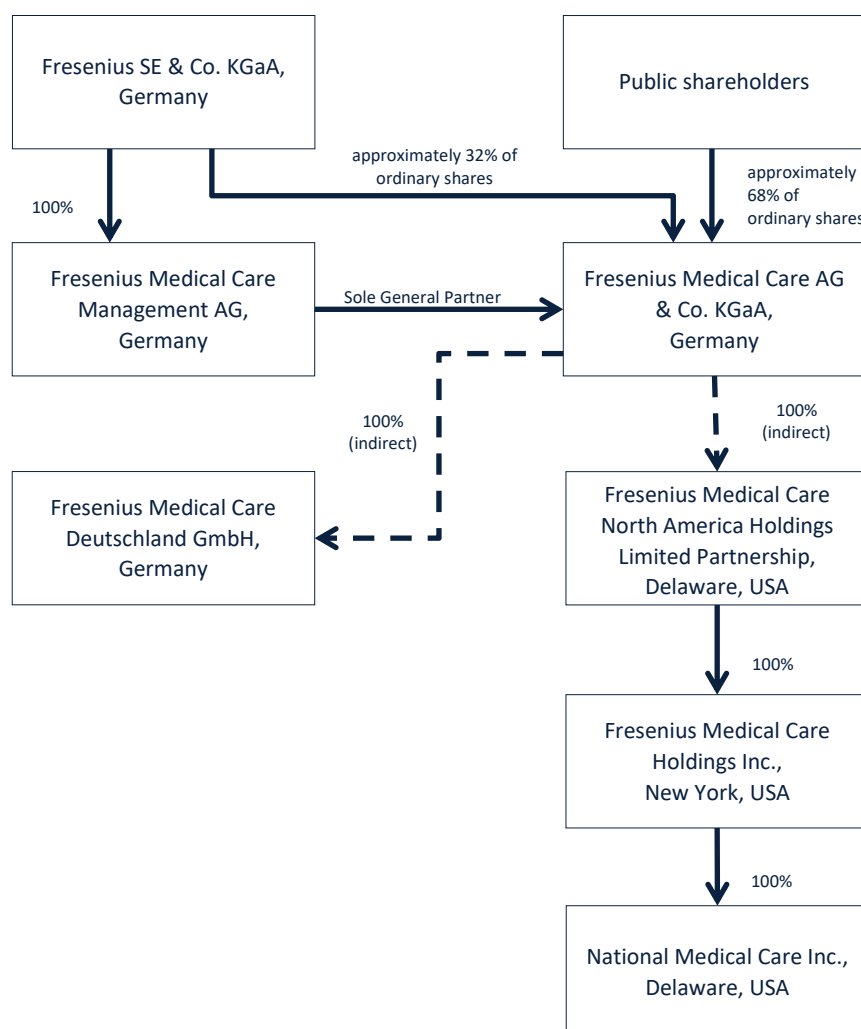 Fresenius SE & Co. KGaA,
Germany
Public shareholders
approximately 32% of
ordinary shares
approximately
68% of
ordinary shares
100%
Fresenius Medical Care
Management AG,
Germany
Sole General Partner
Fresenius Medical Care AG
& Co. KGaA,
Germany
100%
(indirect)
100%
(indirect)
Fresenius Medical Care
Deutschland GmbH,
Germany
Fresenius Medical Care
North America Holdings
Limited Partnership,
Delaware, USA
100%
Fresenius Medical Care
Holdings Inc.,
New York, USA
100%
National Medical Care Inc.,
Delaware, USA